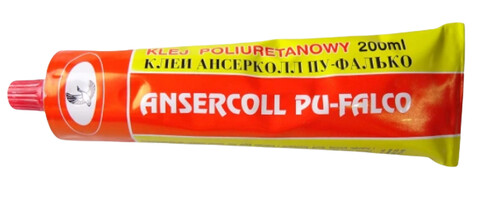 KLEJ POLIURETANOWY 200ml
КЛЕЙ АНСЕРКОЛЛ ПУ-ФАЛЬКО
ANSERCOLL PU-FALCO